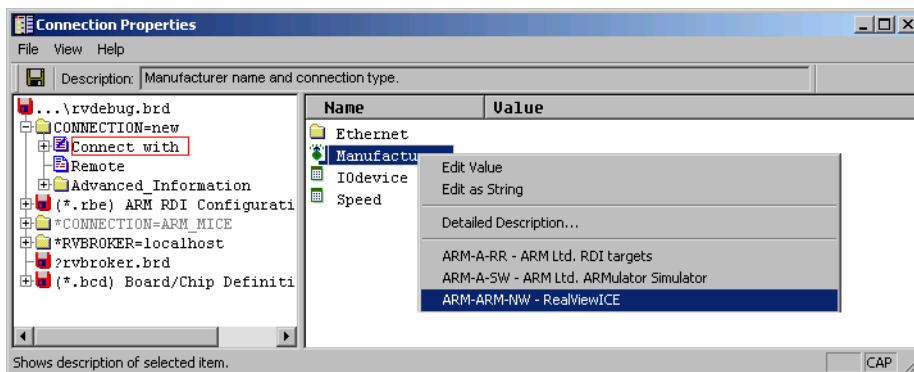 Connection Properties
File View Help
Description: Manufacturer name and connection type.
...\rvdebug.brd
CONNECTION=new
Connect with
Remote
Advanced_Information
(*.rbe) ARM RDI Configurati
*CONNECTION=ARM_MICE
*RVBROKER=localhost
?rvbroker.brd
(*.bcd) Board/Chip Definiti
Name Value
Ethernet
Manufactu
IOdevice
Speed
Edit Value
Edit as String
Detailed Description...
ARM-A-RR - ARM Ltd. RDI targets
ARM-A-SW - ARM Ltd. ARMulator Simulator
ARM-ARM-NW - RealViewICE
Shows description of selected item.
CAP